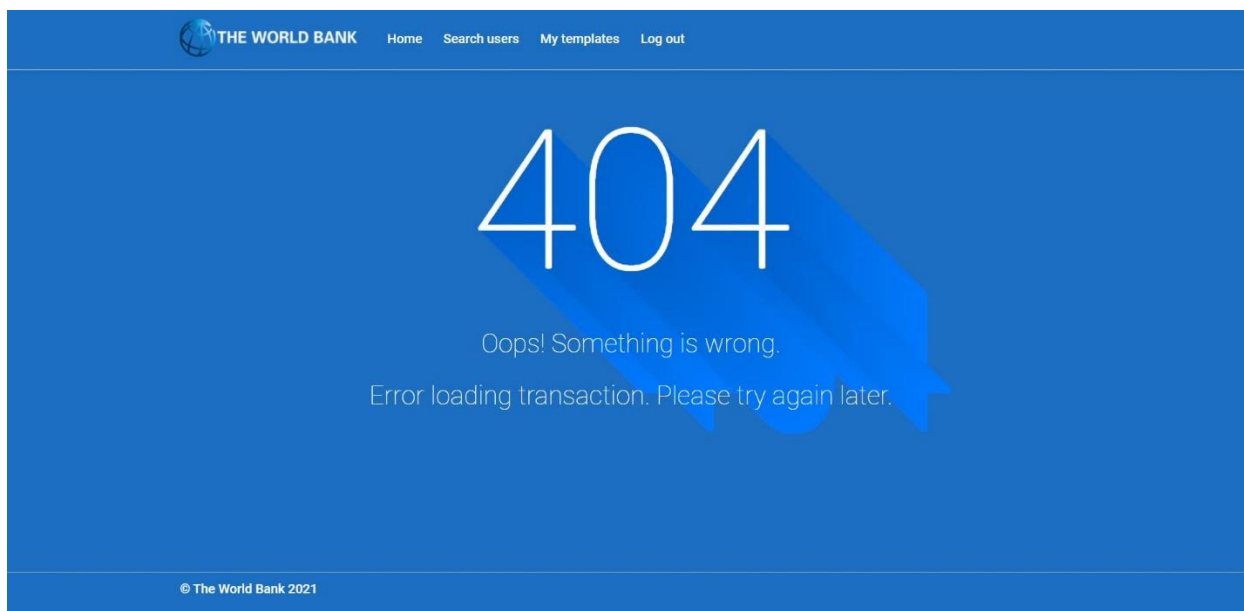 THE WORLD BANK Home Search users My templates Log out
404
Oops! Something is wrong.
Error loading transaction. Please try again later.
© The World Bank 2021